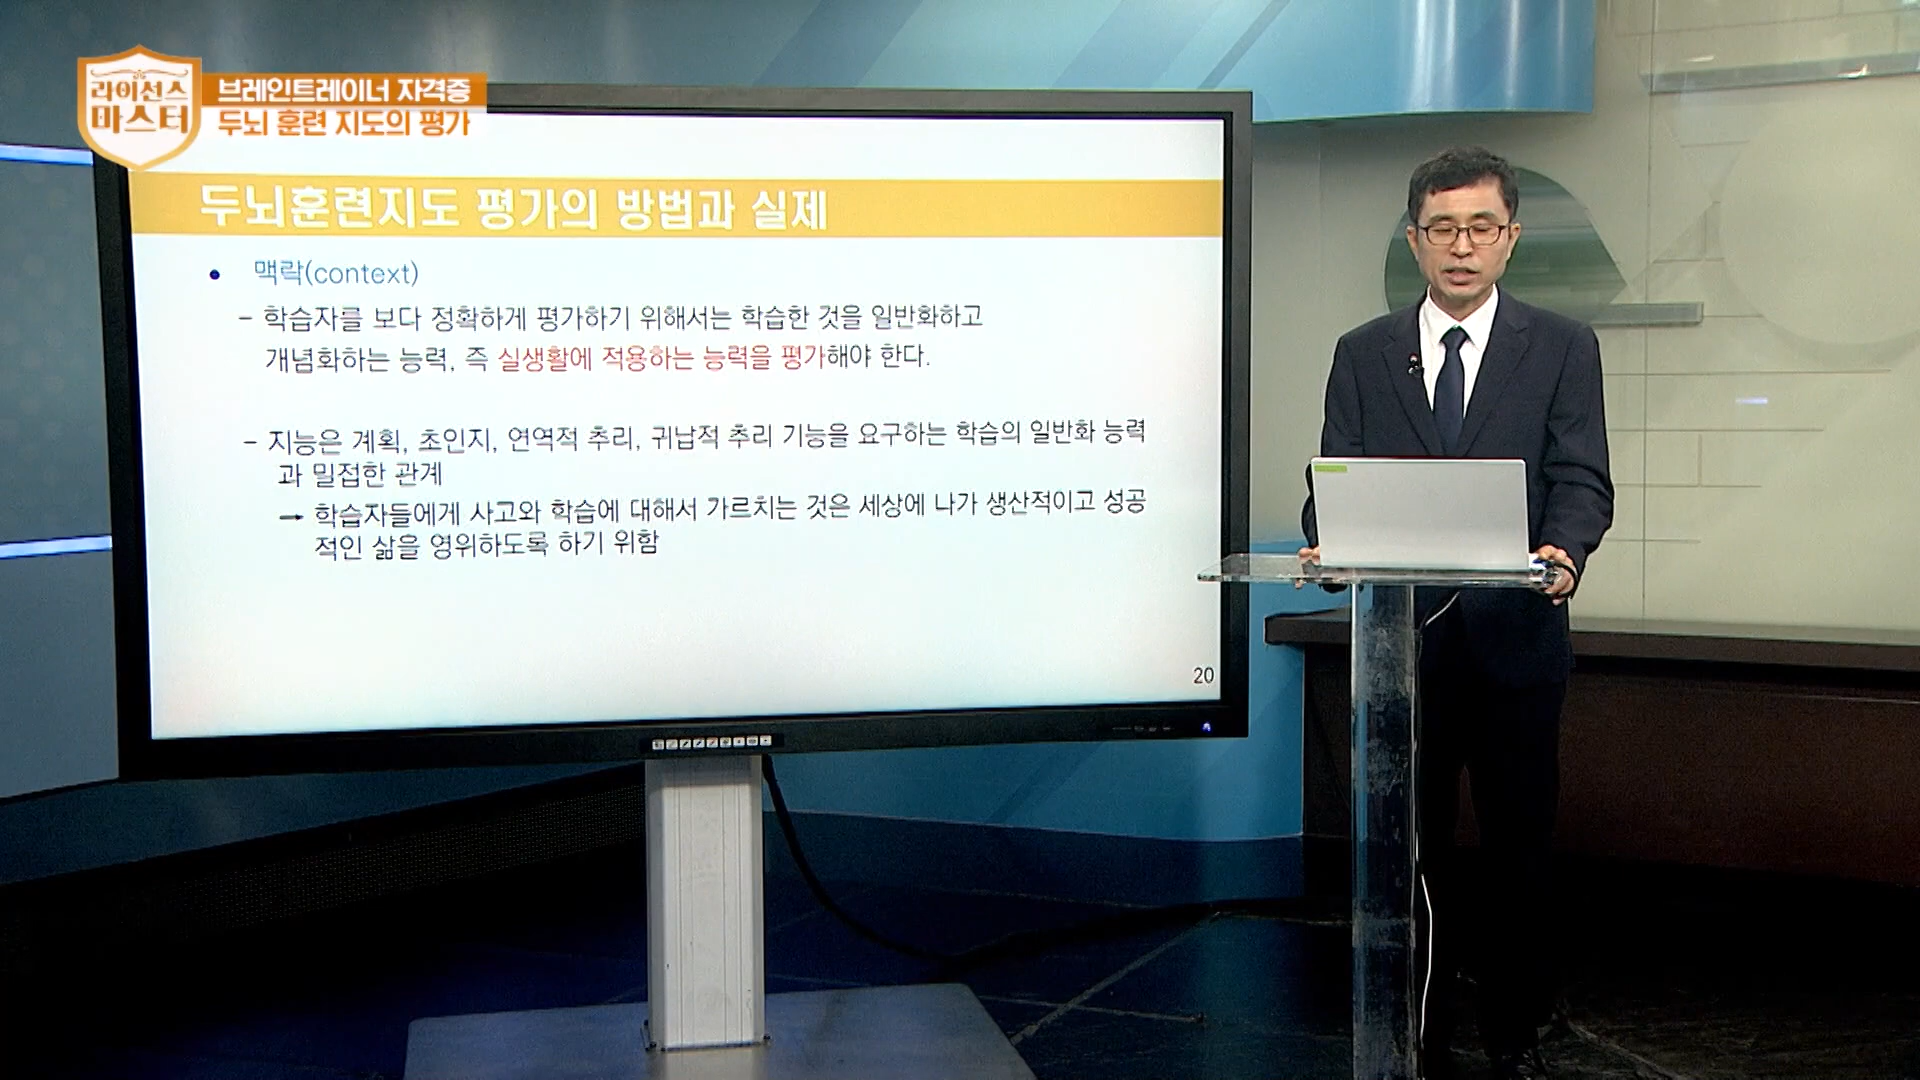 라이선스
마스터
브레인트레이너 자격증
두뇌 훈련 지도의 평가
두뇌훈련지도 평가의 방법과 실제
• 맥락(context)
– 학습자를 보다 정확하게 평가하기 위해서는 학습한 것을 일반화하고
개념화하는 능력, 즉 실생활에 적용하는 능력을 평가해야 한다.
– 지능은 계획, 초인지, 연역적 추리, 귀납적 추리 기능을 요구하는 학습의 일반화 능력
과 밀접한 관계
→ 학습자들에게 사고와 학습에 대해서 가르치는 것은 세상에 나가 생산적이고 성공
적인 삶을 영위하도록 하기 위함
20